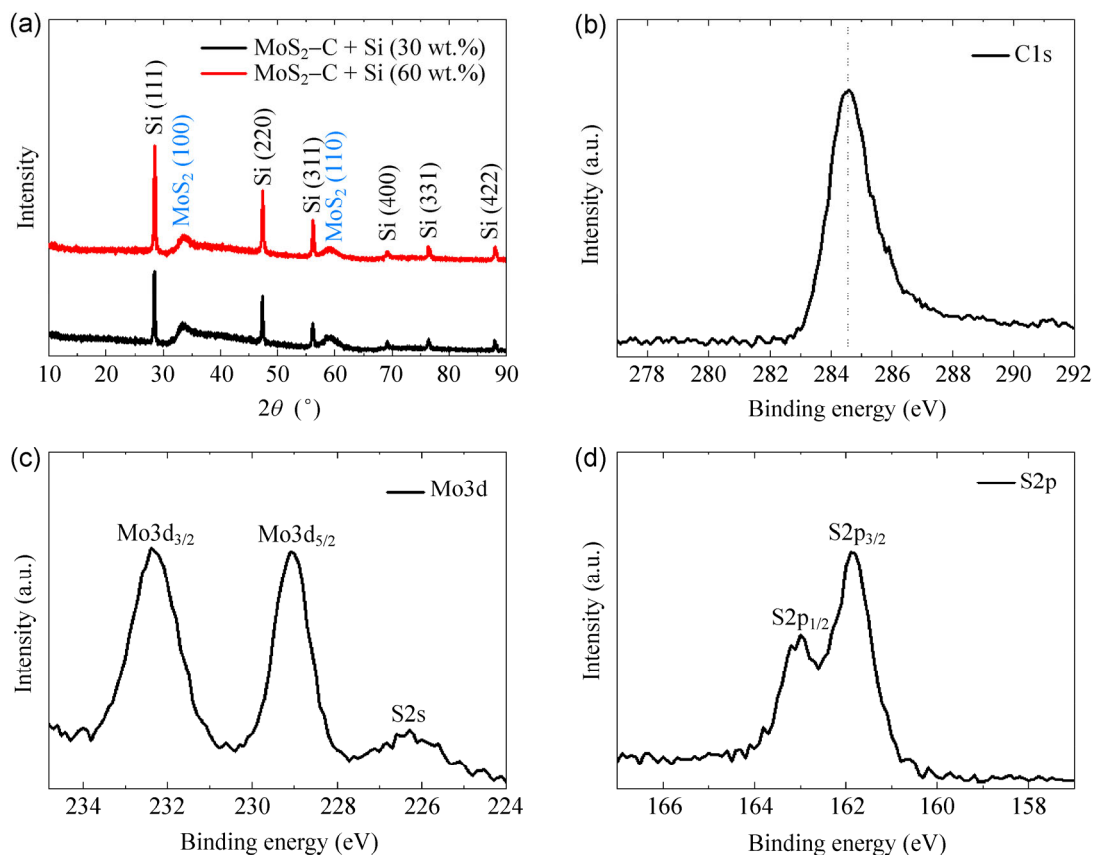 (a)
MoS₂–C + Si (30 wt.%)
MoS₂–C + Si (60 wt.%)
Si (111)
MoS₂ (100)
Si (220)
Si (311)
MoS₂ (110)
Si (400)
Si (331)
Si (422)
Intensity
10 20 30 40 50 60 70 80 90
2θ (°)
(b)
C1s
Intensity (a.u.)
278 280 282 284 286 288 290 292
Binding energy (eV)
(c)
Mo3d
Mo3d₃/₂
Mo3d₅/₂
S2s
Intensity (a.u.)
234 232 230 229 228 226 224
Binding energy (eV)
(d)
S2p
S2p₃/₂
S2p₁/₂
Intensity (a.u.)
166 164 162 160 158
Binding energy (eV)